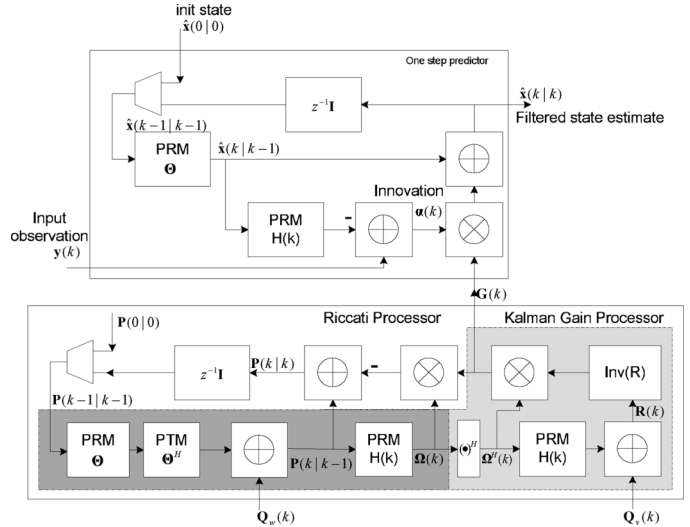 init state
x̂(0|0)
One step predictor
z⁻¹I
x̂(k|k)
Filtered state estimate
x̂(k−1|k−1)
PRM
Θ
x̂(k|k−1)
Innovation
Input
observation
y(k)
PRM
H(k)
-
α(k)
G(k)
P(0|0)
Riccati Processor
Kalman Gain Processor
z⁻¹I
P(k|k)
-
Inv(R)
P(k−1|k−1)
R(k)
PRM
Θ
PTM
Θᴴ
P(k|k−1)
PRM
H(k)
Ω(k)
(•)ᴴ
Ωᴴ(k)
PRM
H(k)
Q_w(k)
Q_v(k)